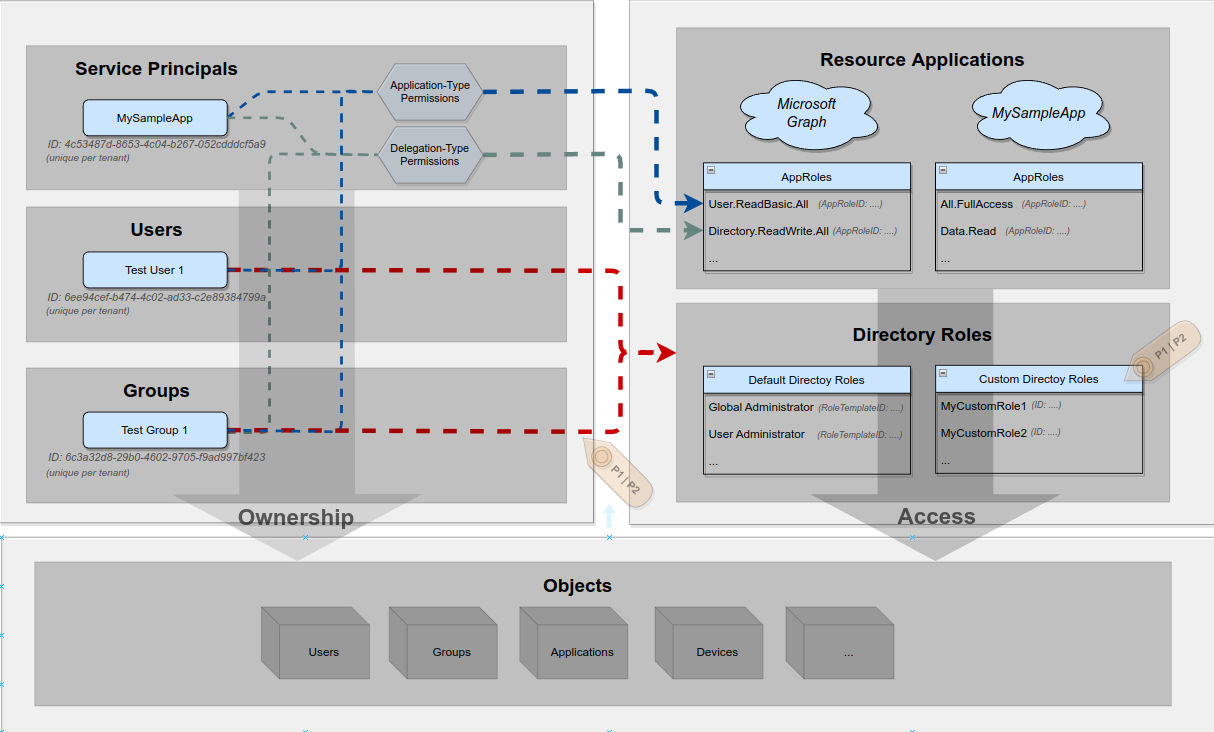 Service Principals
MySampleApp
ID: 4c53487d-8653-4c04-b267-052cdddcf5a9
(unique per tenant)
Application-Type
Permissions
Delegation-Type
Permissions
Users
Test User 1
ID: 6ee94cef-b474-4c02-ad33-c2e89384799a
(unique per tenant)
Groups
Test Group 1
ID: 6c3a32d8-29b0-4602-9705-f9ad997bf423
(unique per tenant)
Ownership
P1 | P2
Resource Applications
Microsoft
Graph
MySampleApp
AppRoles
User.ReadBasic.All (AppRoleID: ....)
Directory.ReadWrite.All (AppRoleID: ....)
...
AppRoles
All.FullAccess (AppRoleID: ....)
Data.Read (AppRoleID: ....)
...
Directory Roles
P1 | P2
Default Directoy Roles
Global Administrator (RoleTemplateID: ....)
User Administrator (RoleTemplateID: ....)
...
Custom Directoy Roles
MyCustomRole1 (ID: ....)
MyCustomRole2 (ID: ....)
...
Access
Objects
Users
Groups
Applications
Devices
...